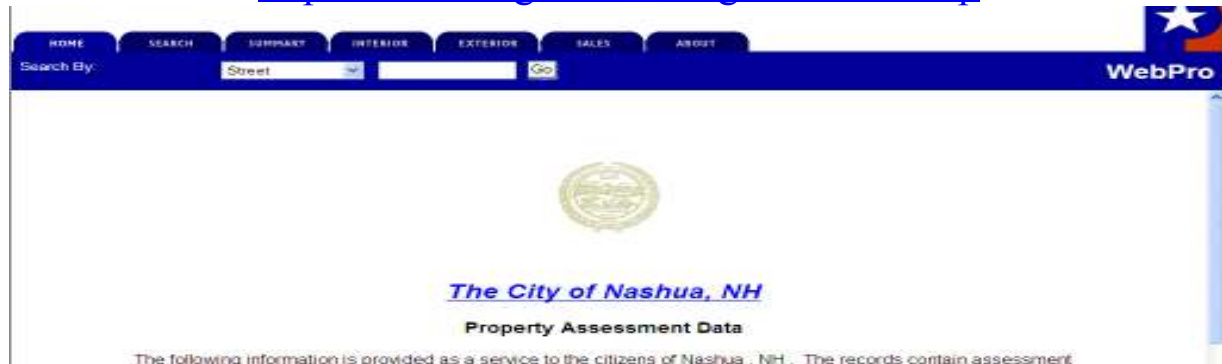 HOME SEARCH SUMMARY INTERIOR EXTERIOR SALES ABOUT
Search By: Street Go WebPro
The City of Nashua, NH
Property Assessment Data
The following information is provided as a service to the citizens of Nashua , NH . The records contain assessment